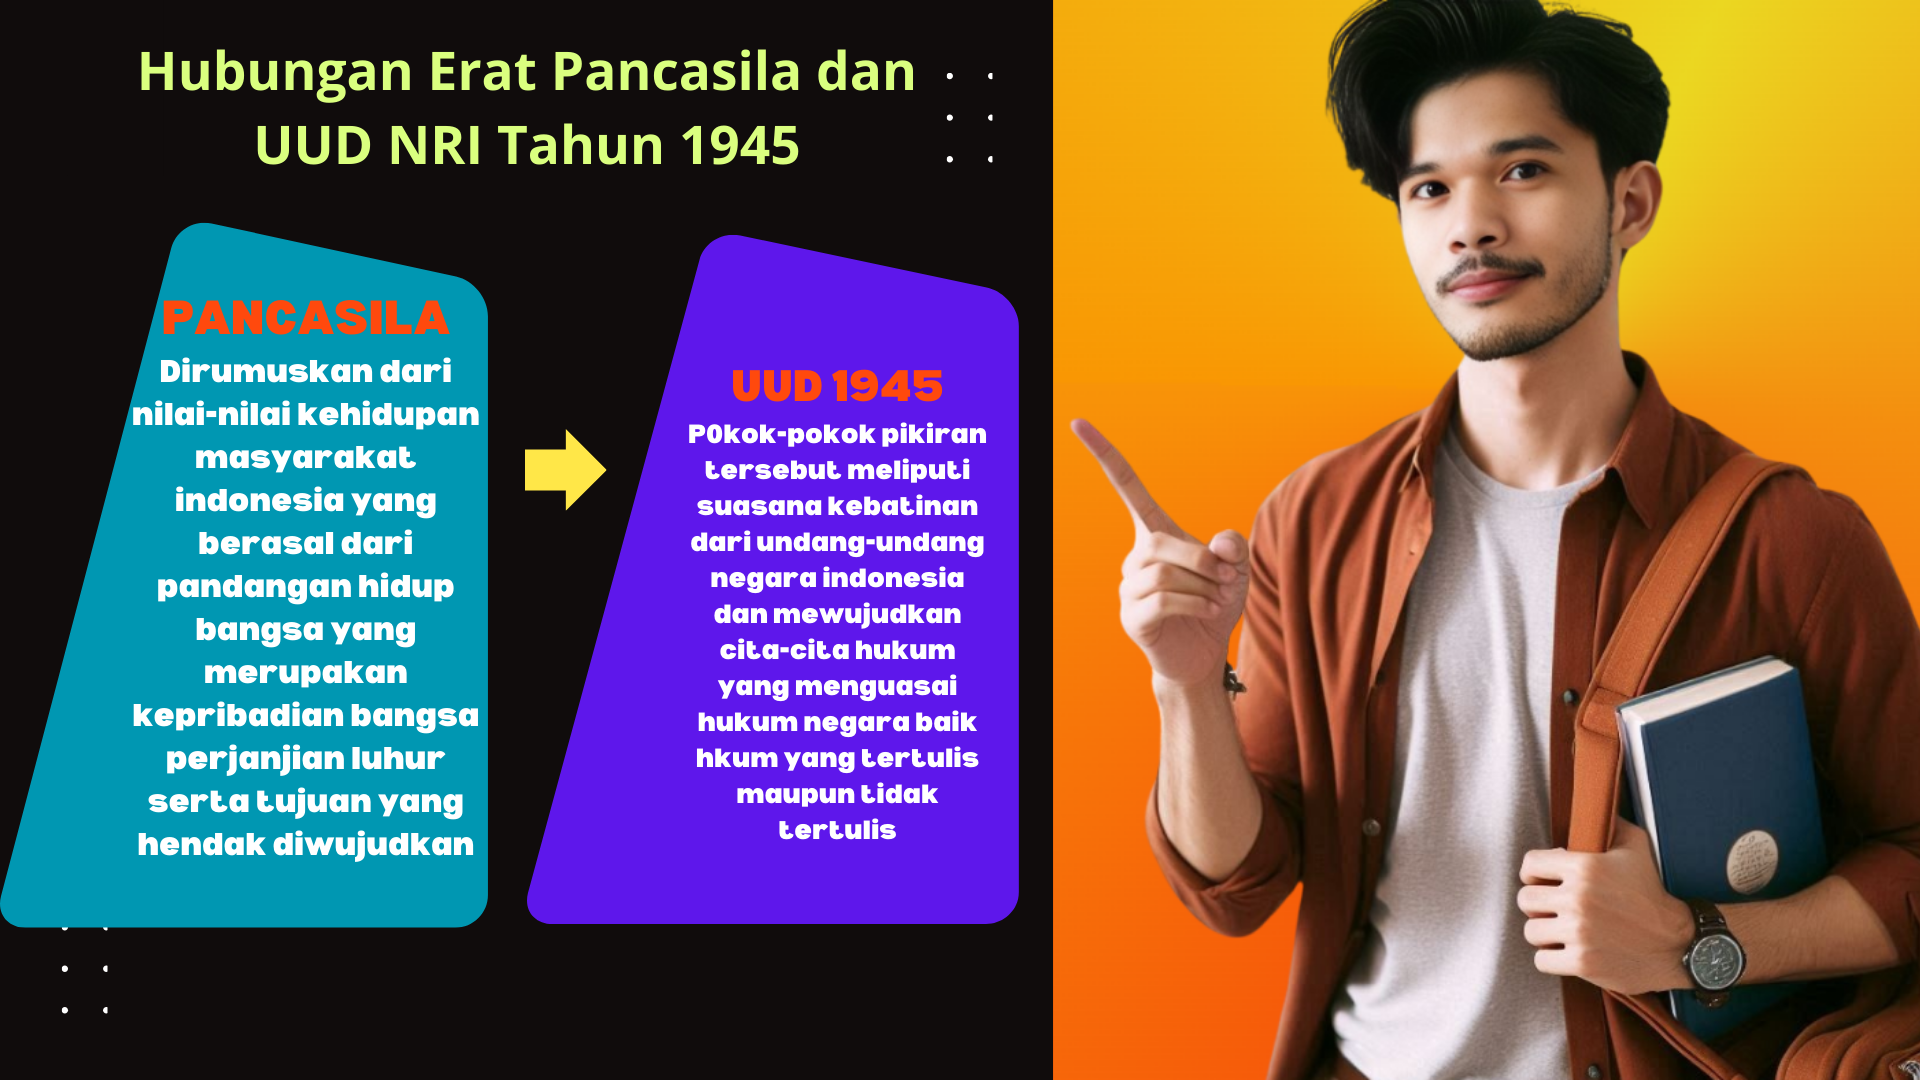 Hubungan Erat Pancasila dan
UUD NRI Tahun 1945
PANCASILA
Dirumuskan dari
nilai-nilai kehidupan
masyarakat
indonesia yang
berasal dari
pandangan hidup
bangsa yang
merupakan
kepribadian bangsa
perjanjian luhur
serta tujuan yang
hendak diwujudkan
UUD 1945
P0kok-pokok pikiran
tersebut meliputi
suasana kebatinan
dari undang-undang
negara indonesia
dan mewujudkan
cita-cita hukum
yang menguasai
hukum negara baik
hkum yang tertulis
maupun tidak
tertulis